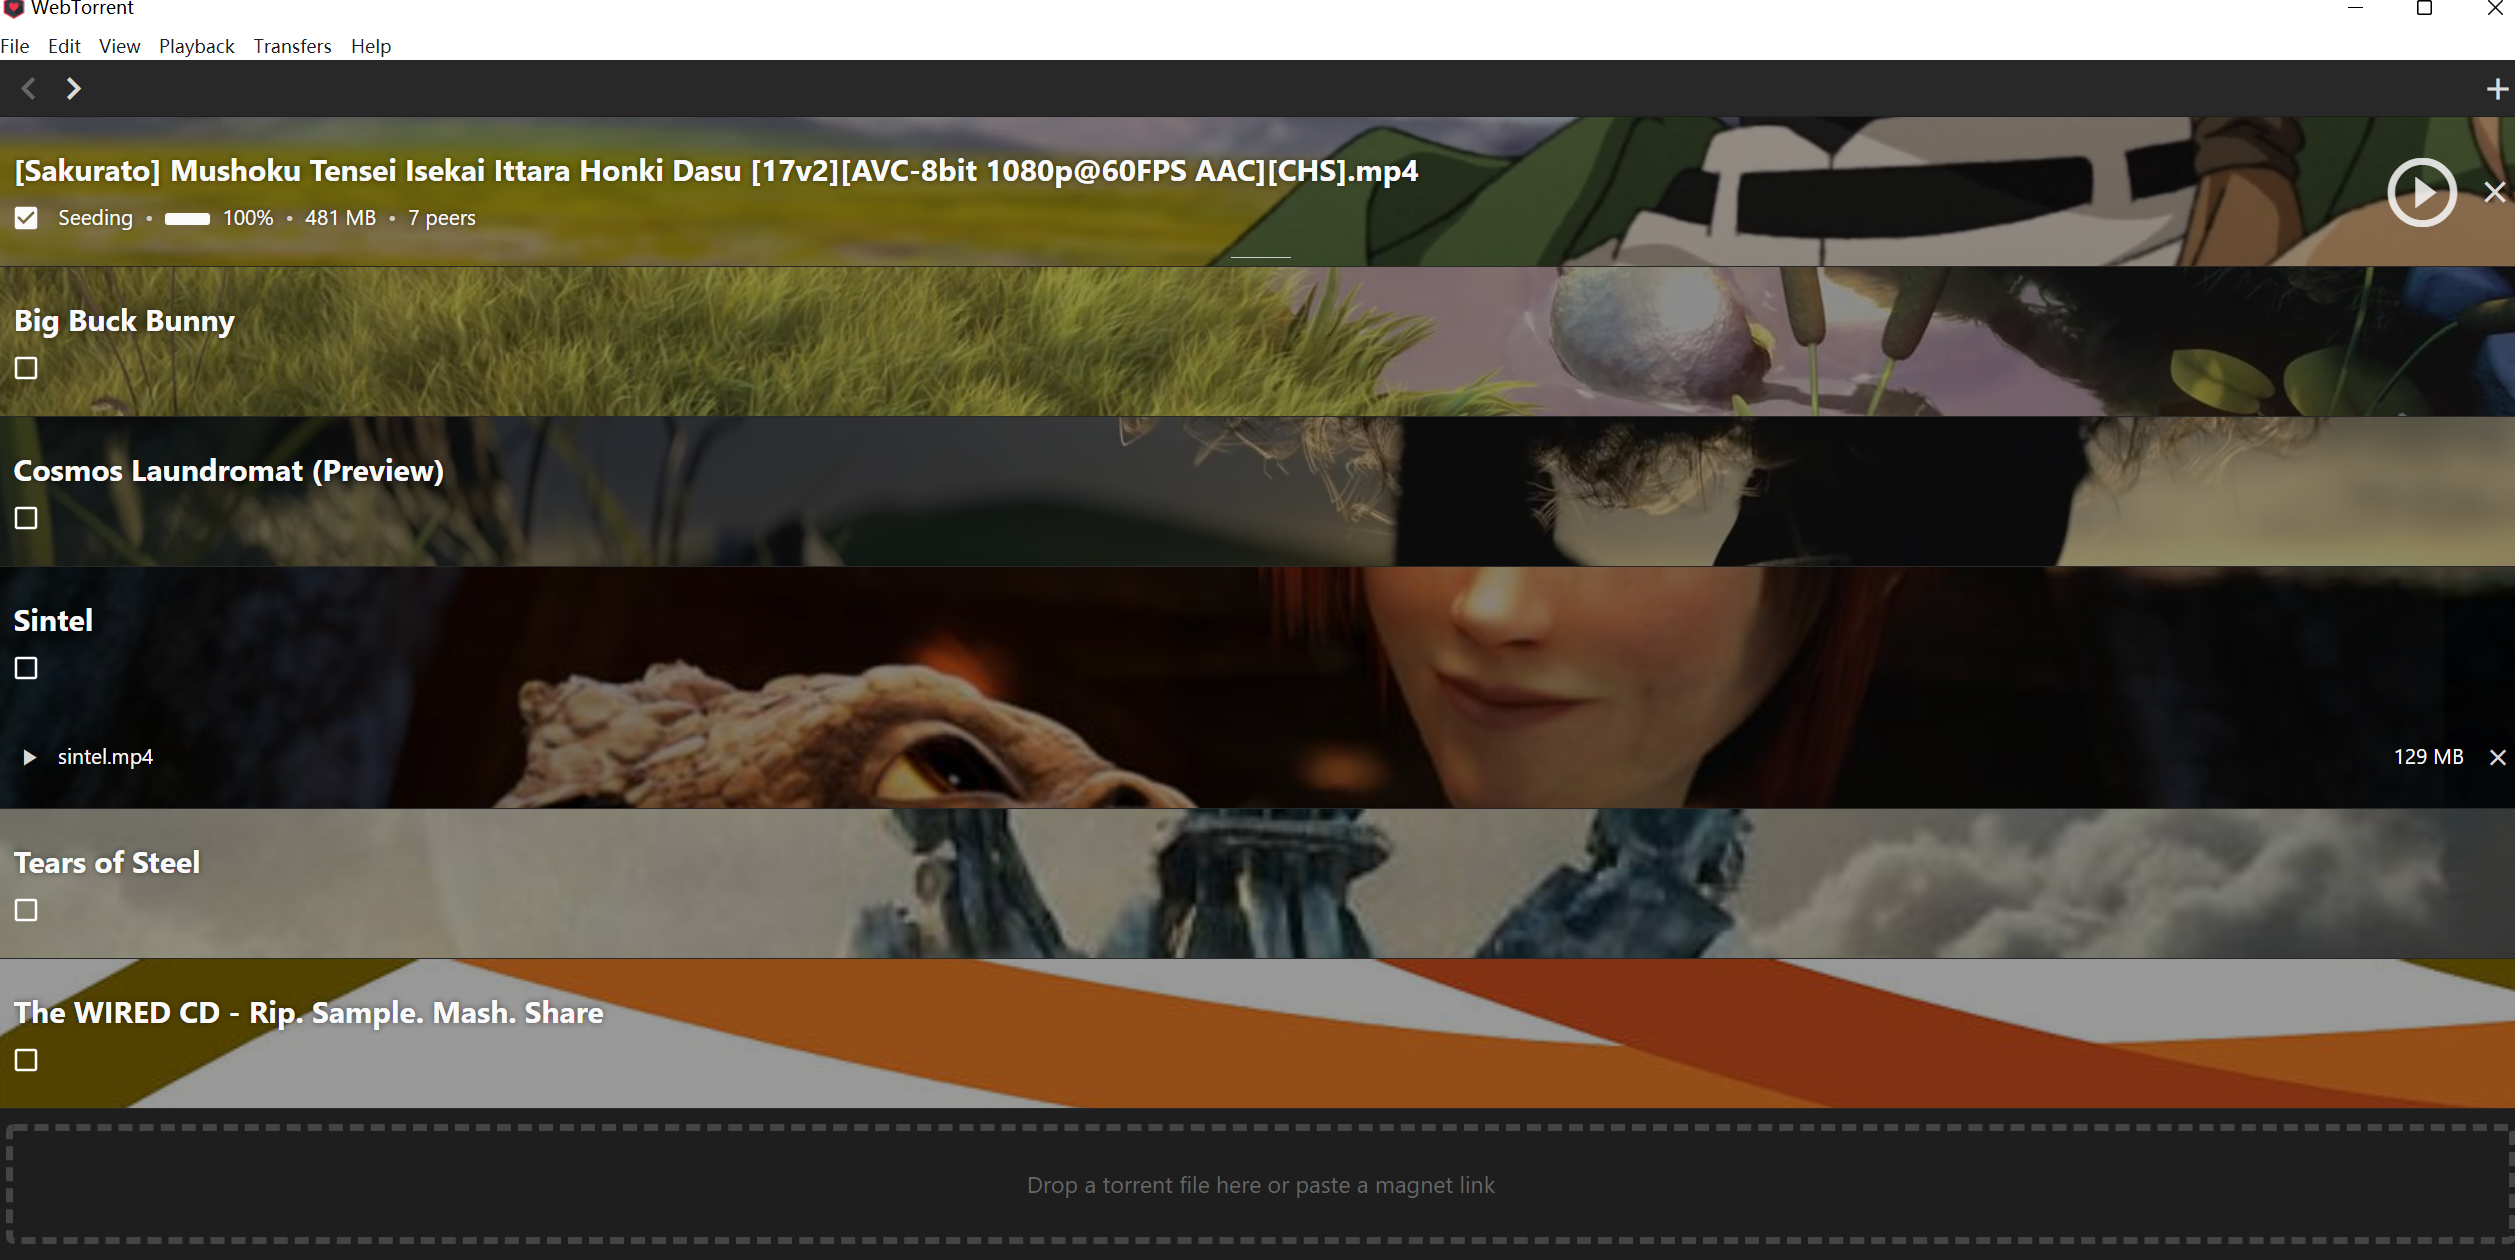 WebTorrent
File Edit View Playback Transfers Help
[Sakurato] Mushoku Tensei Isekai Ittara Honki Dasu [17v2][AVC-8bit 1080p@60FPS AAC][CHS].mp4
Seeding • 100% • 481 MB • 7 peers
Big Buck Bunny
Cosmos Laundromat (Preview)
Sintel
sintel.mp4 129 MB
Tears of Steel
The WIRED CD - Rip. Sample. Mash. Share
Drop a torrent file here or paste a magnet link